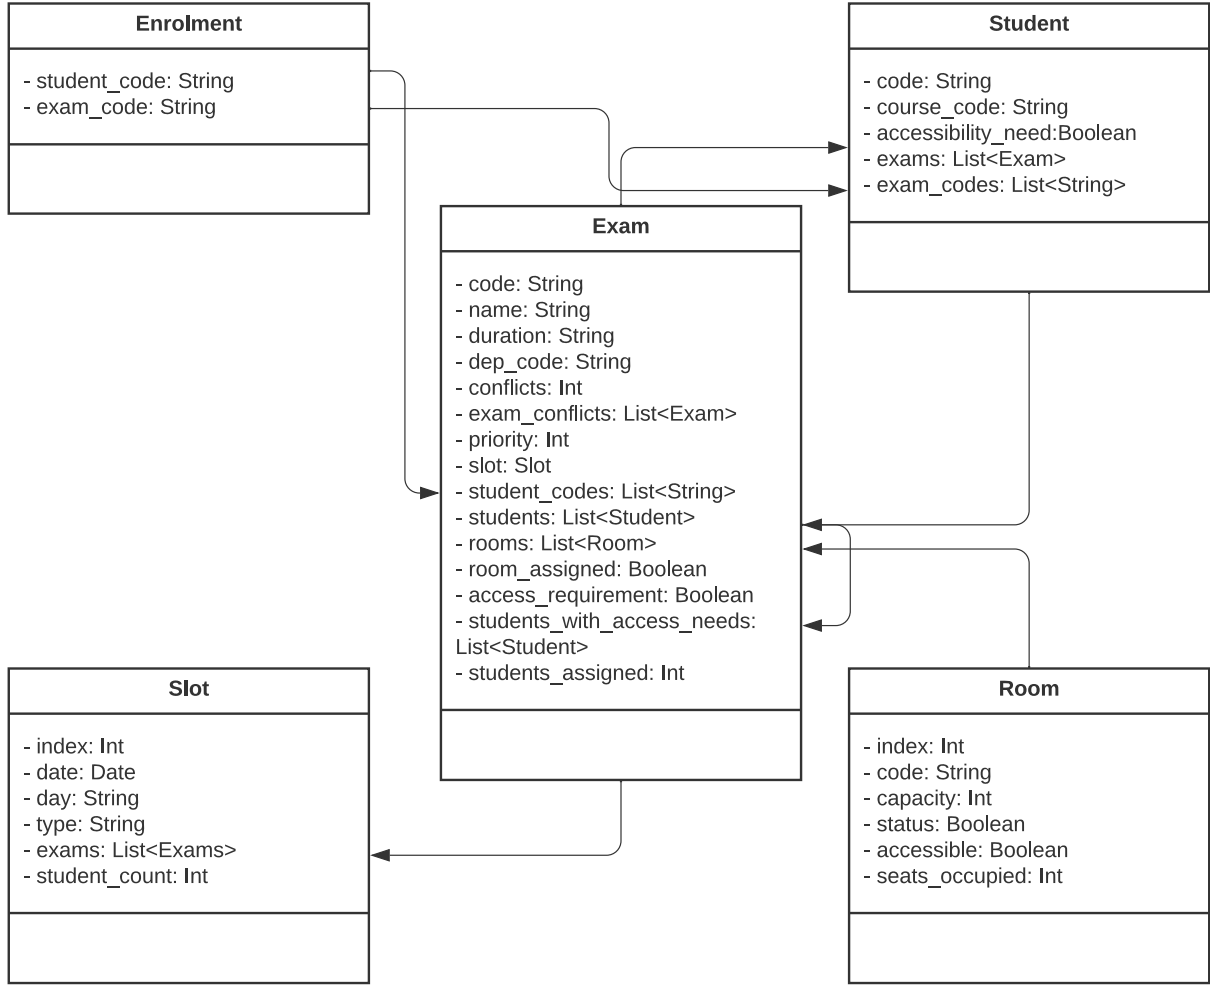 Enrolment
- student_code: String
- exam_code: String
Student
- code: String
- course_code: String
- accessibility_need:Boolean
- exams: List<Exam>
- exam_codes: List<String>
Exam
- code: String
- name: String
- duration: String
- dep_code: String
- conflicts: Int
- exam_conflicts: List<Exam>
- priority: Int
- slot: Slot
- student_codes: List<String>
- students: List<Student>
- rooms: List<Room>
- room_assigned: Boolean
- access_requirement: Boolean
- students_with_access_needs:
List<Student>
- students_assigned: Int
Slot
- index: Int
- date: Date
- day: String
- type: String
- exams: List<Exams>
- student_count: Int
Room
- index: Int
- code: String
- capacity: Int
- status: Boolean
- accessible: Boolean
- seats_occupied: Int